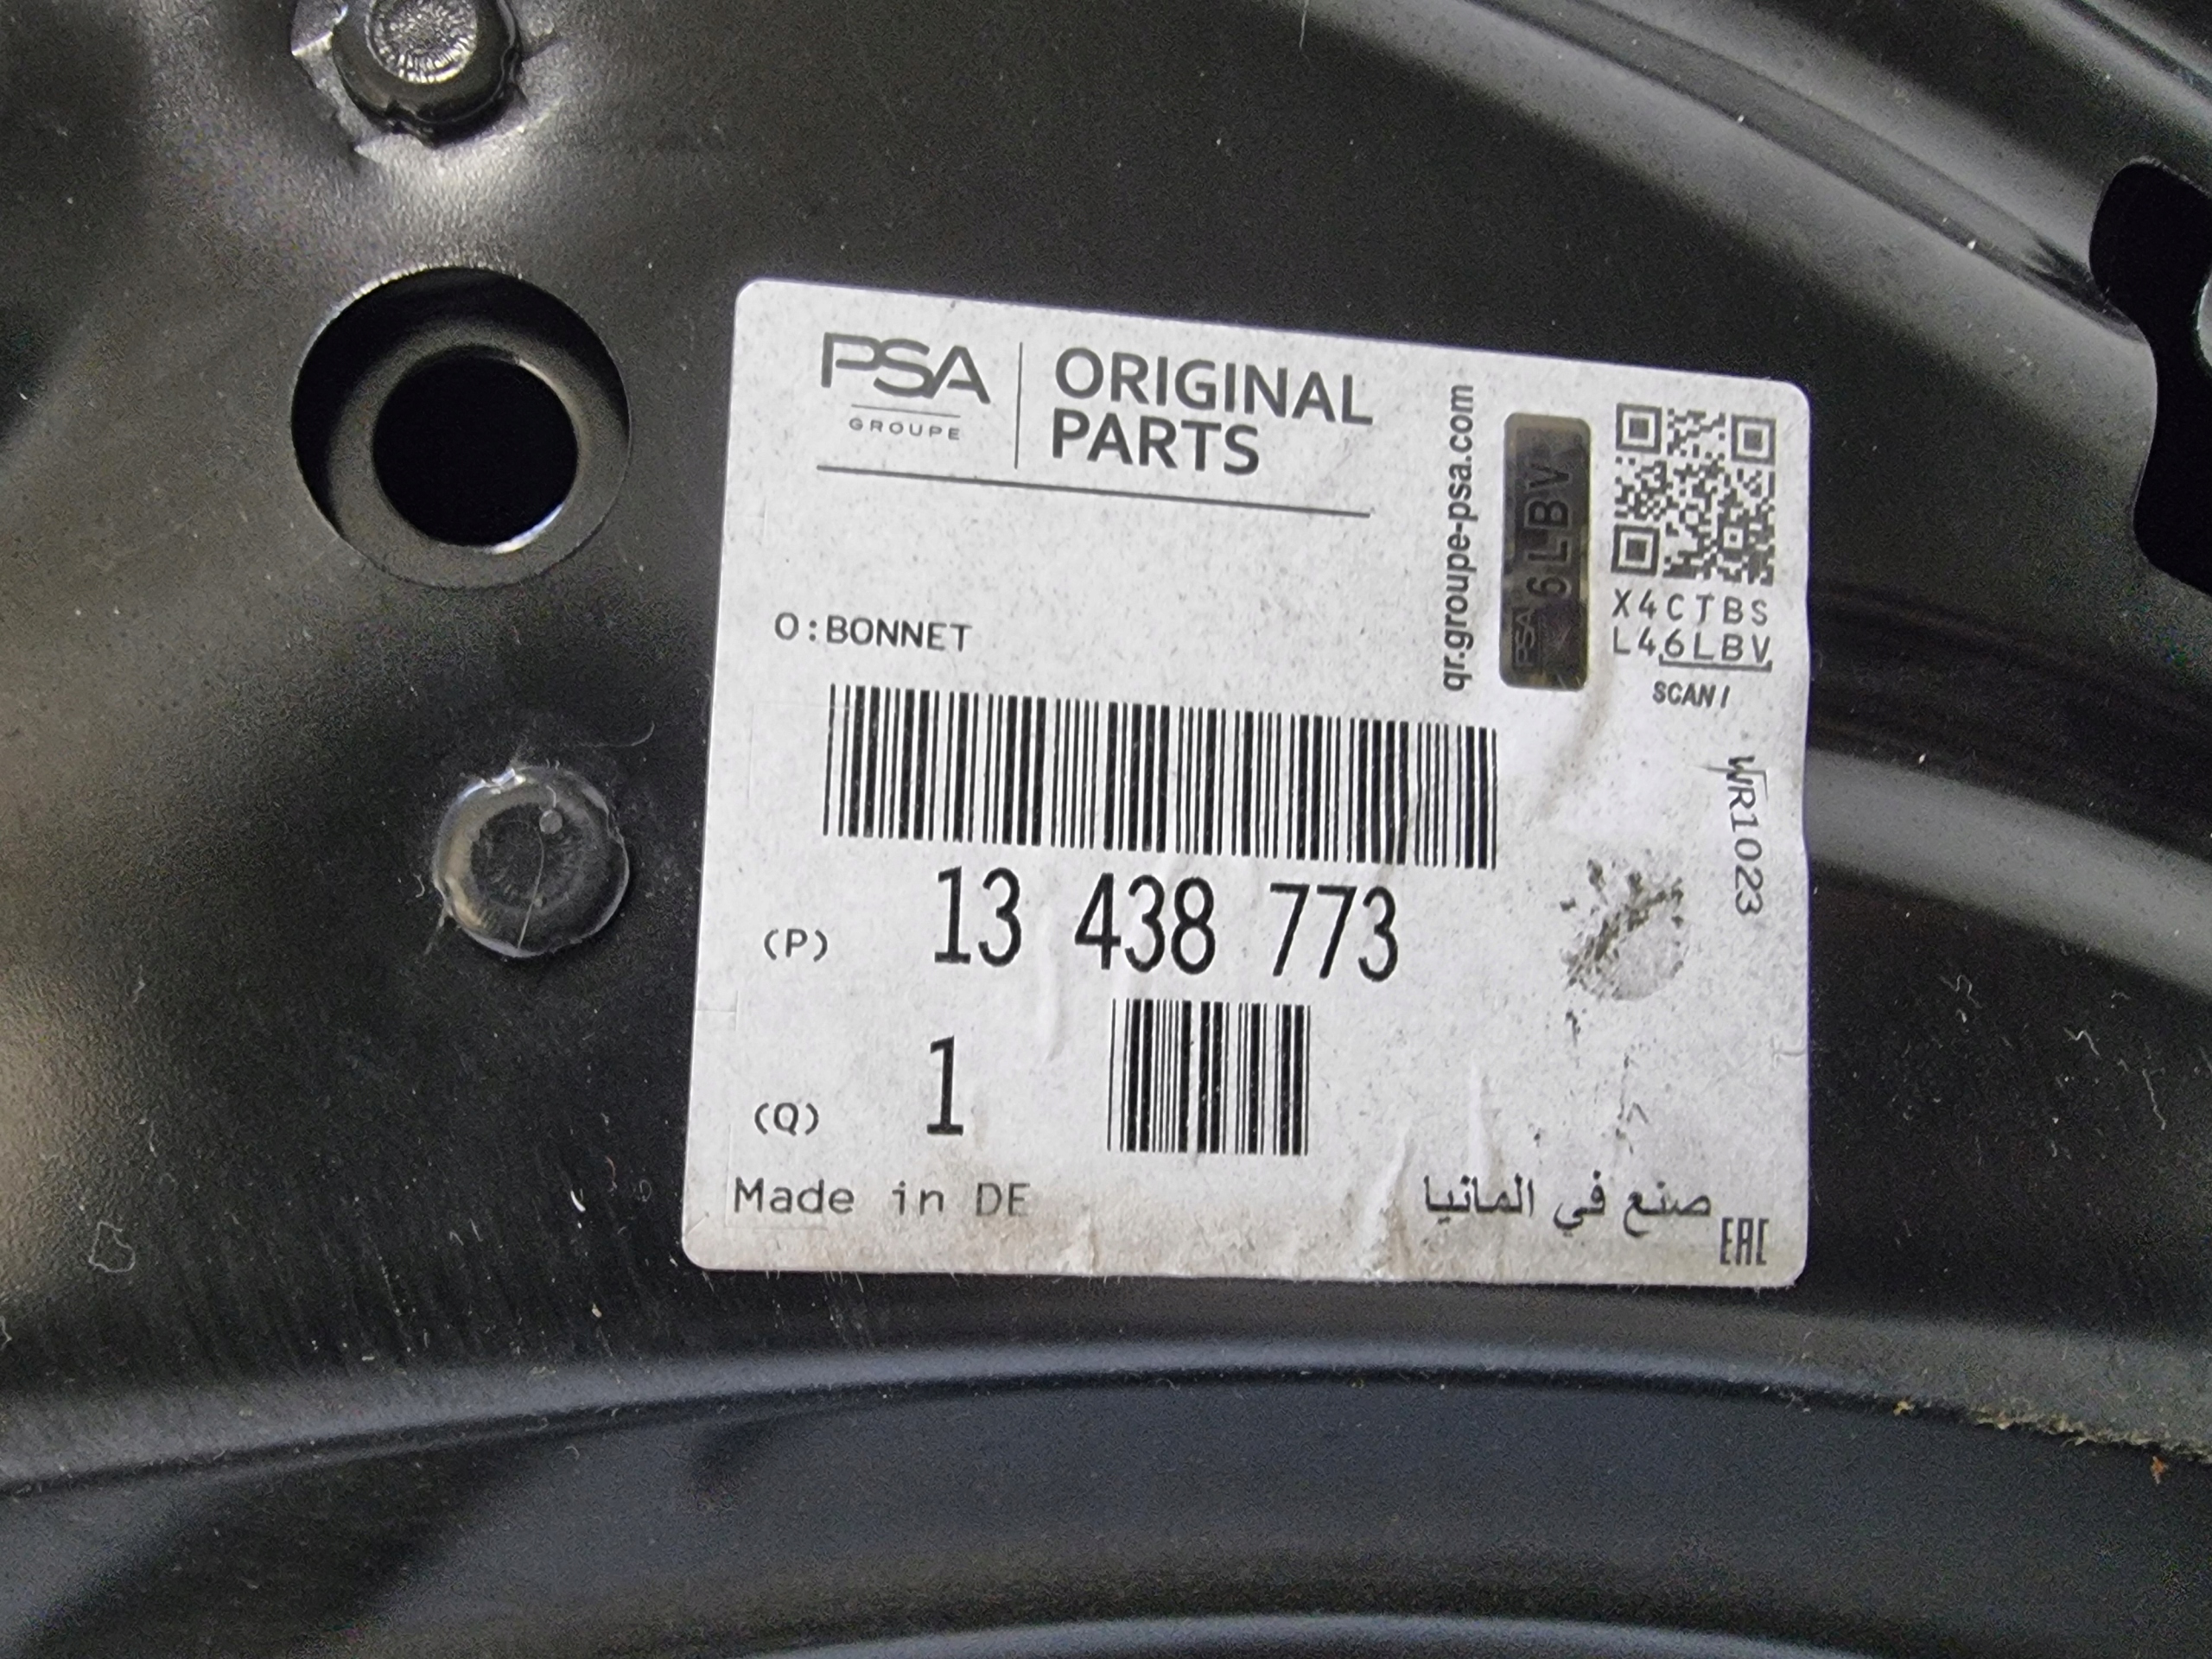 PSA
GROUPE
ORIGINAL
PARTS
qr.groupe-psa.com
PSA 6LBV
X4CTBS
L46LBV
SCAN!
O:BONNET
WR1023
(P) 13 438 773
(Q) 1
Made in DE
صنع في المانيا
EAC